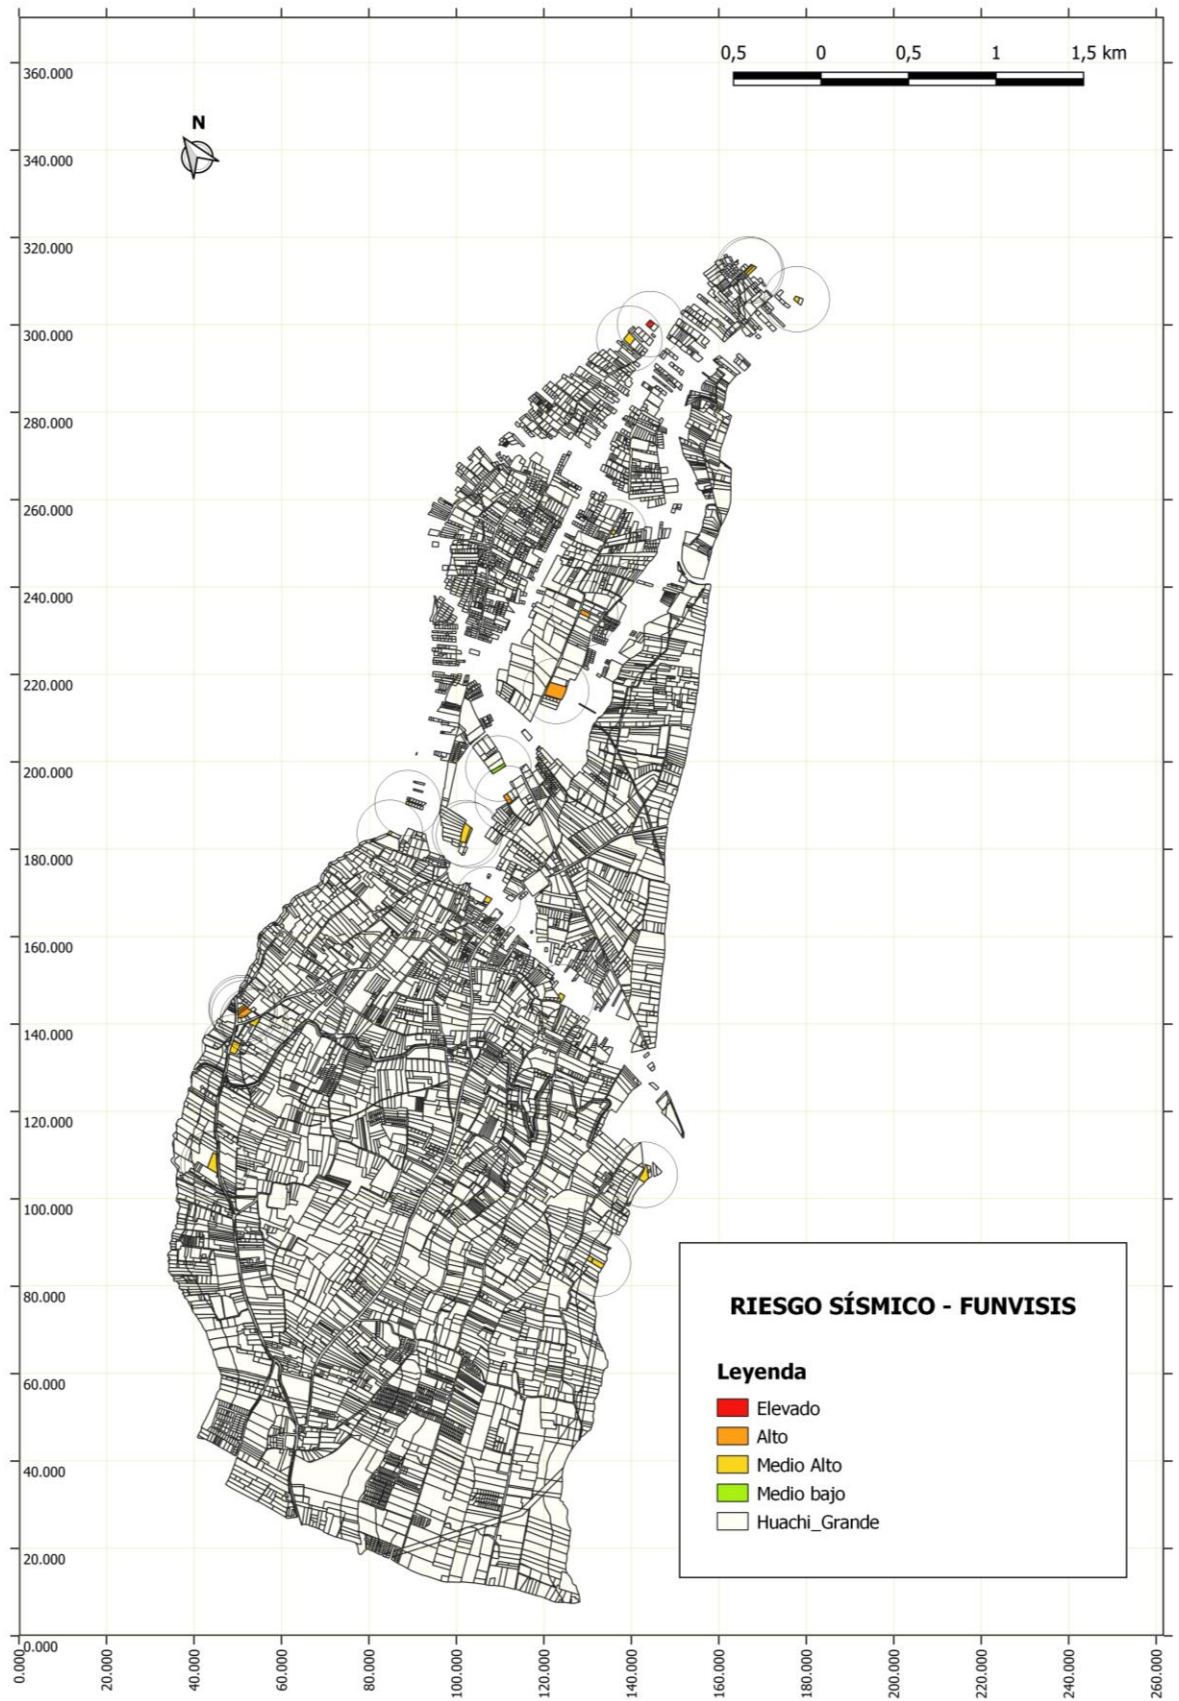 0,5 0 0,5 1 1,5 km
N
360.000
340.000
320.000
300.000
280.000
260.000
240.000
220.000
200.000
180.000
160.000
140.000
120.000
100.000
80.000
60.000
40.000
20.000
0.000
RIESGO SÍSMICO - FUNVISIS
Leyenda
Elevado
Alto
Medio Alto
Medio bajo
Huachi_Grande
0.000 20.000 40.000 60.000 80.000 100.000 120.000 140.000 160.000 180.000 200.000 220.000 240.000 260.000